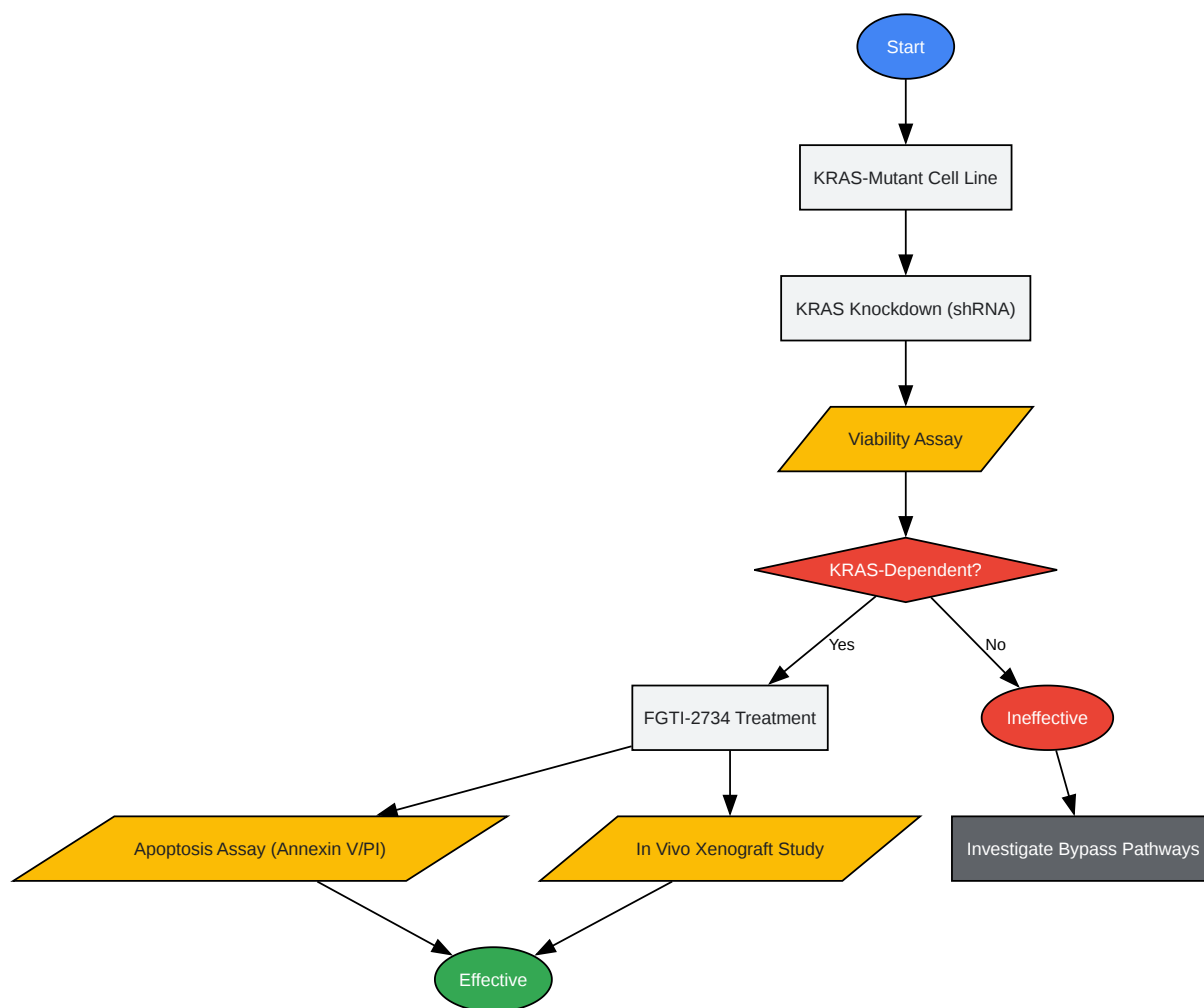 Start
KRAS-Mutant Cell Line
KRAS Knockdown (shRNA)
Viability Assay
KRAS-Dependent?
Yes
No
FGTI-2734 Treatment
Ineffective
Apoptosis Assay (Annexin V/PI)
In Vivo Xenograft Study
Investigate Bypass Pathways
Effective